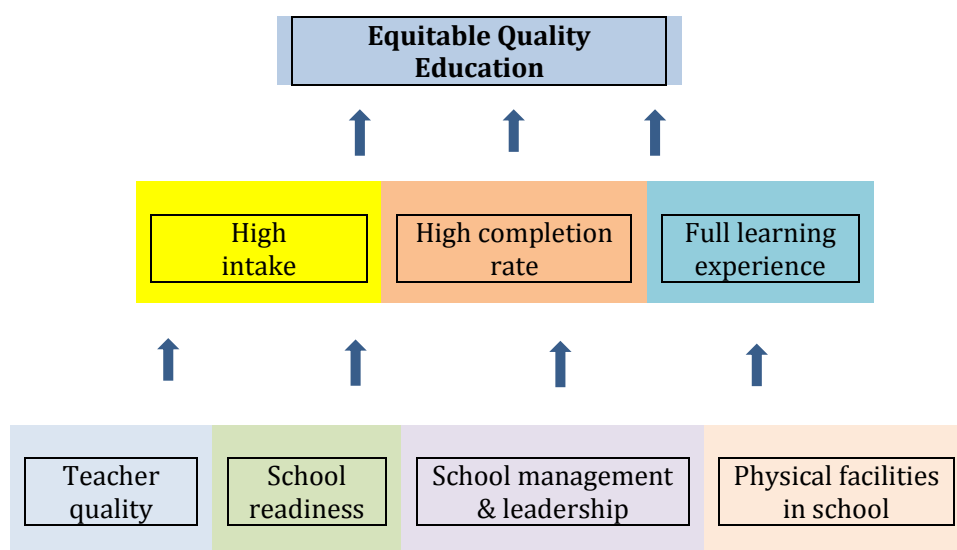 Equitable Quality
Education
High
intake
High completion
rate
Full learning
experience
Teacher
quality
School
readiness
School management
& leadership
Physical facilities
in school